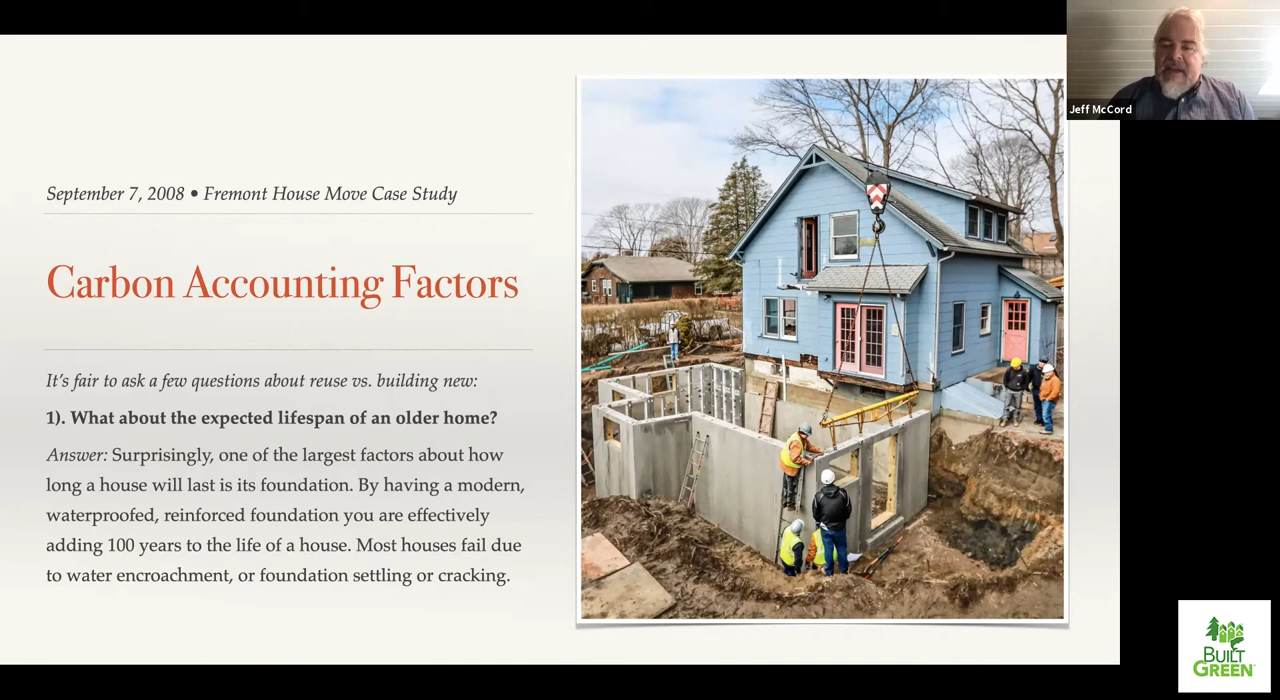 Jeff McCord
September 7, 2008 • Fremont House Move Case Study
Carbon Accounting Factors
It’s fair to ask a few questions about reuse vs. building new:
1). What about the expected lifespan of an older home?
Answer: Surprisingly, one of the largest factors about how
long a house will last is its foundation. By having a modern,
waterproofed, reinforced foundation you are effectively
adding 100 years to the life of a house. Most houses fail due
to water encroachment, or foundation settling or cracking.
BUILT
GREEN